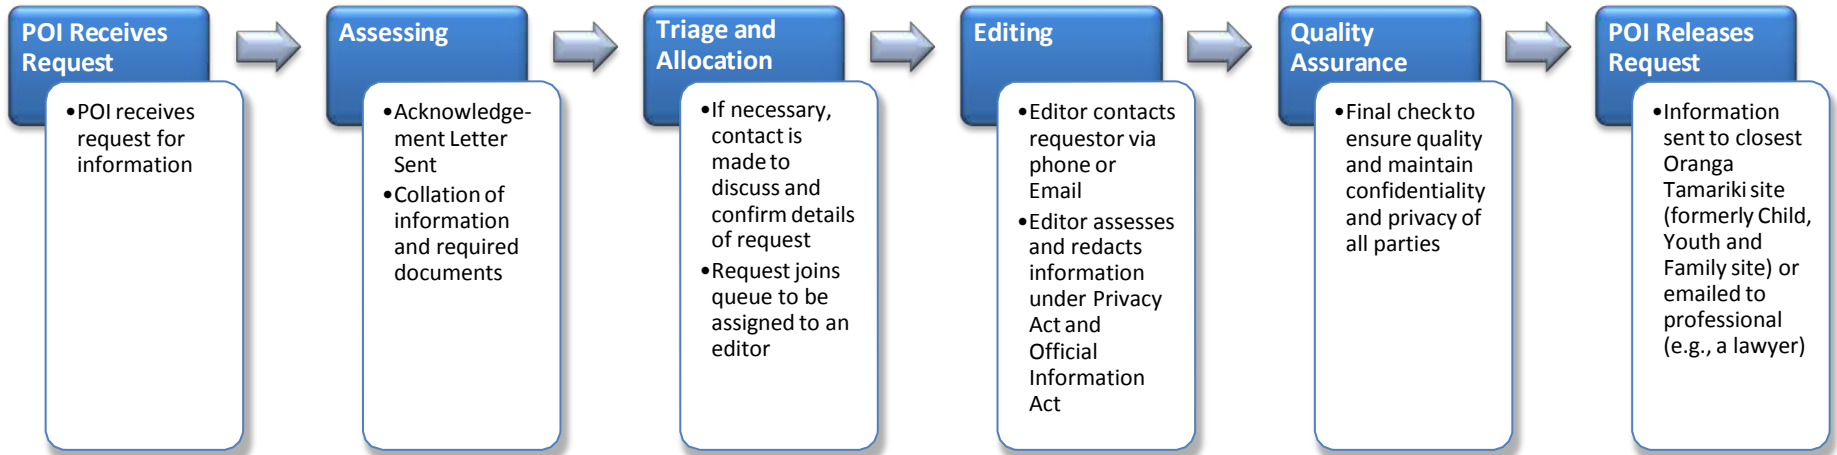 POI Receives
Request
•POI receives
request for
information
Assessing
•Acknowledge-
ment Letter
Sent
•Collation of
information
and required
documents
Triage and
Allocation
•If necessary,
contact is
made to
discuss and
confirm details
of request
•Request joins
queue to be
assigned to an
editor
Editing
•Editor contacts
requestor via
phone or
Email
•Editor assesses
and redacts
information
under Privacy
Act and
Official
Information
Act
Quality
Assurance
•Final check to
ensure quality
and maintain
confidentiality
and privacy of
all parties
POI Releases
Request
•Information
sent to closest
Oranga
Tamariki site
(formerly Child,
Youth and
Family site) or
emailed to
professional
(e.g., a lawyer)